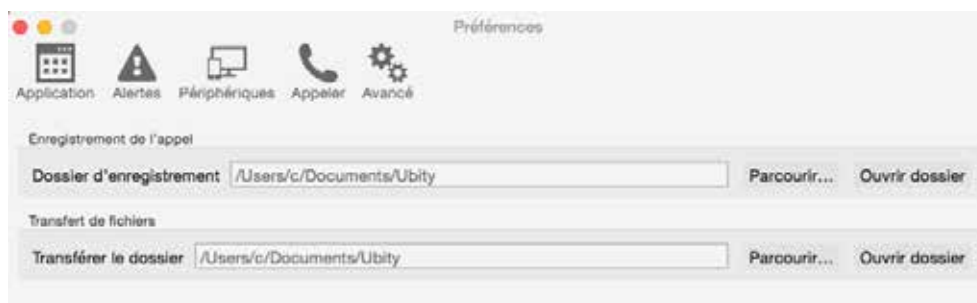 Préférences
Application Alertes Périphériques Appeler Avancé
Enregistrement de l'appel
Dossier d'enregistrement /Users/c/Documents/Ubity Parcourir... Ouvrir dossier
Transfert de fichiers
Transférer le dossier /Users/c/Documents/Ubity Parcourir... Ouvrir dossier